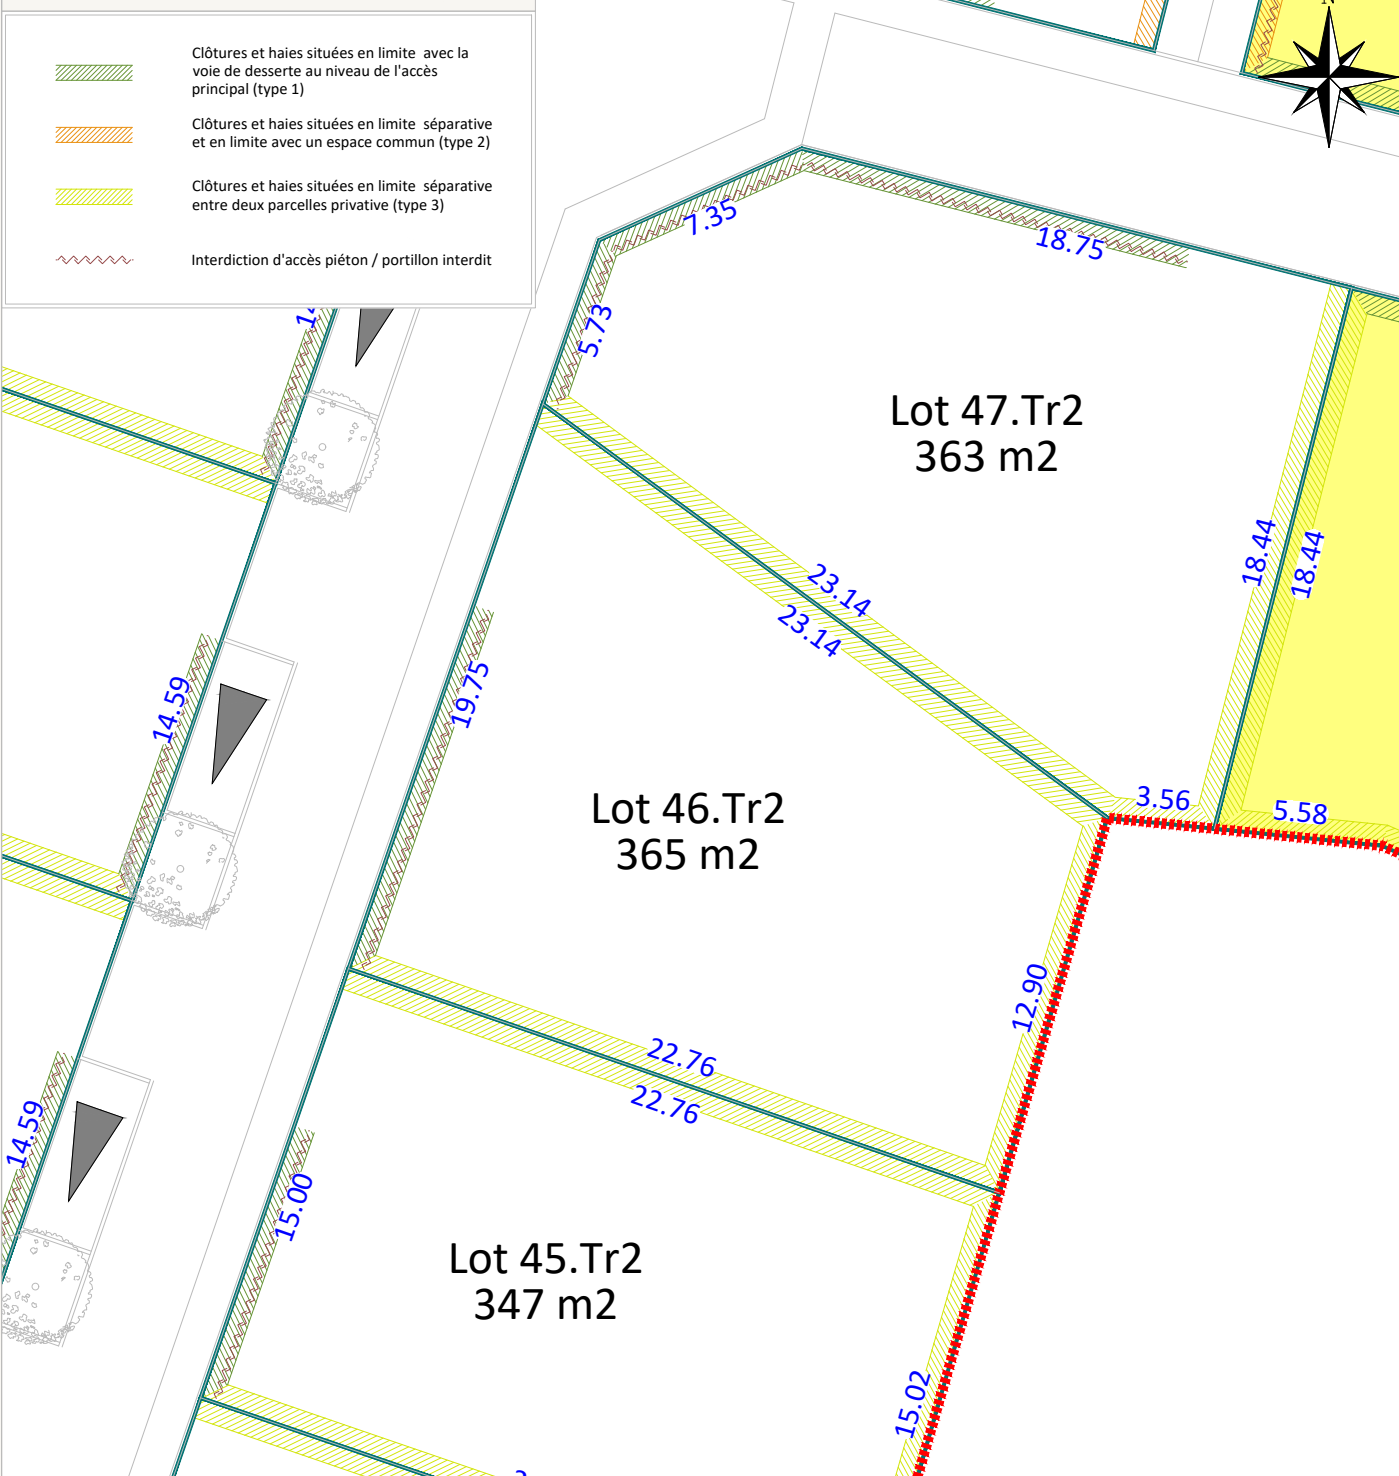 Clôtures et haies situées en limite avec la
voie de desserte au niveau de l'accès
principal (type 1)
Clôtures et haies situées en limite séparative
et en limite avec un espace commun (type 2)
Clôtures et haies situées en limite séparative
entre deux parcelles privative (type 3)
Interdiction d'accès piéton / portillon interdit
N
7.35
18.75
5.73
Lot 47.Tr2
363 m2
18.44
18.44
23.14
23.14
14.59
19.75
3.56
5.58
Lot 46.Tr2
365 m2
12.90
22.76
22.76
14.59
15.00
Lot 45.Tr2
347 m2
15.02